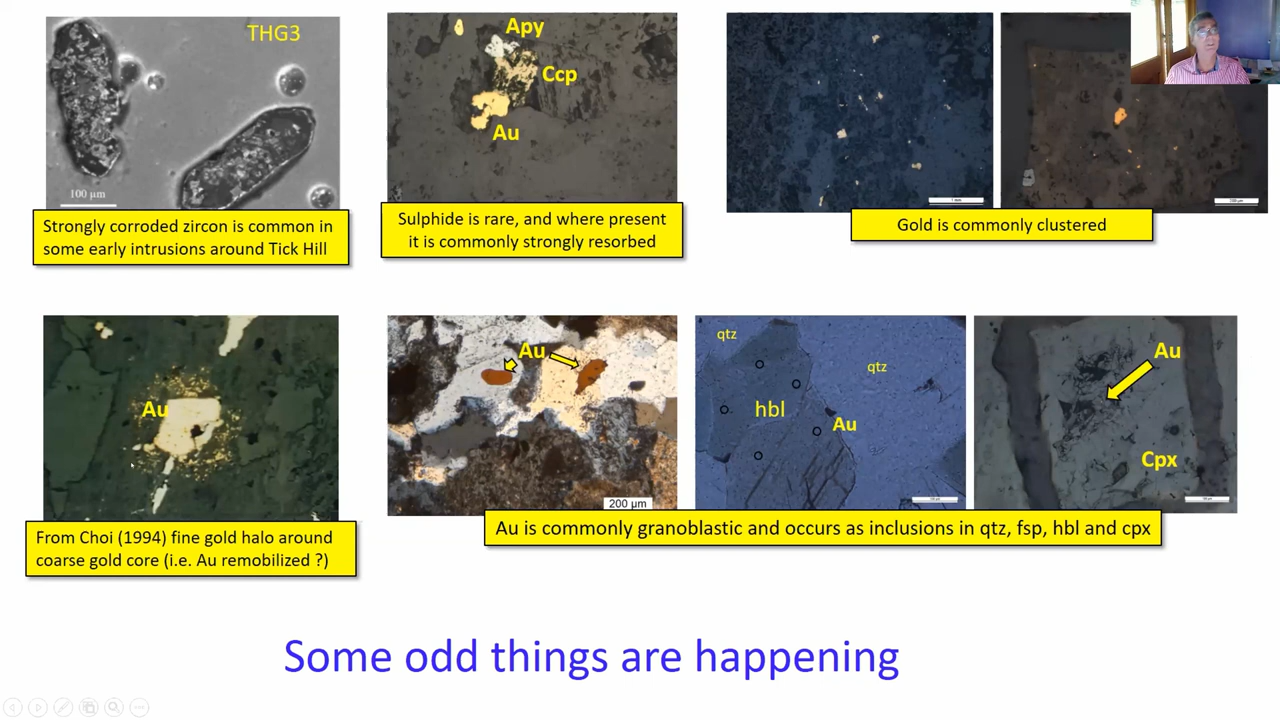 THG3
100 µm
Strongly corroded zircon is common in
some early intrusions around Tick Hill
Apy
Ccp
Au
Sulphide is rare, and where present
it is commonly strongly resorbed
1 mm
Gold is commonly clustered
Au
From Choi (1994) fine gold halo around
coarse gold core (i.e. Au remobilized ?)
Au
200 µm
qtz
qtz
hbl
Au
Au
Cpx
Au is commonly granoblastic and occurs as inclusions in qtz, fsp, hbl and cpx
Some odd things are happening